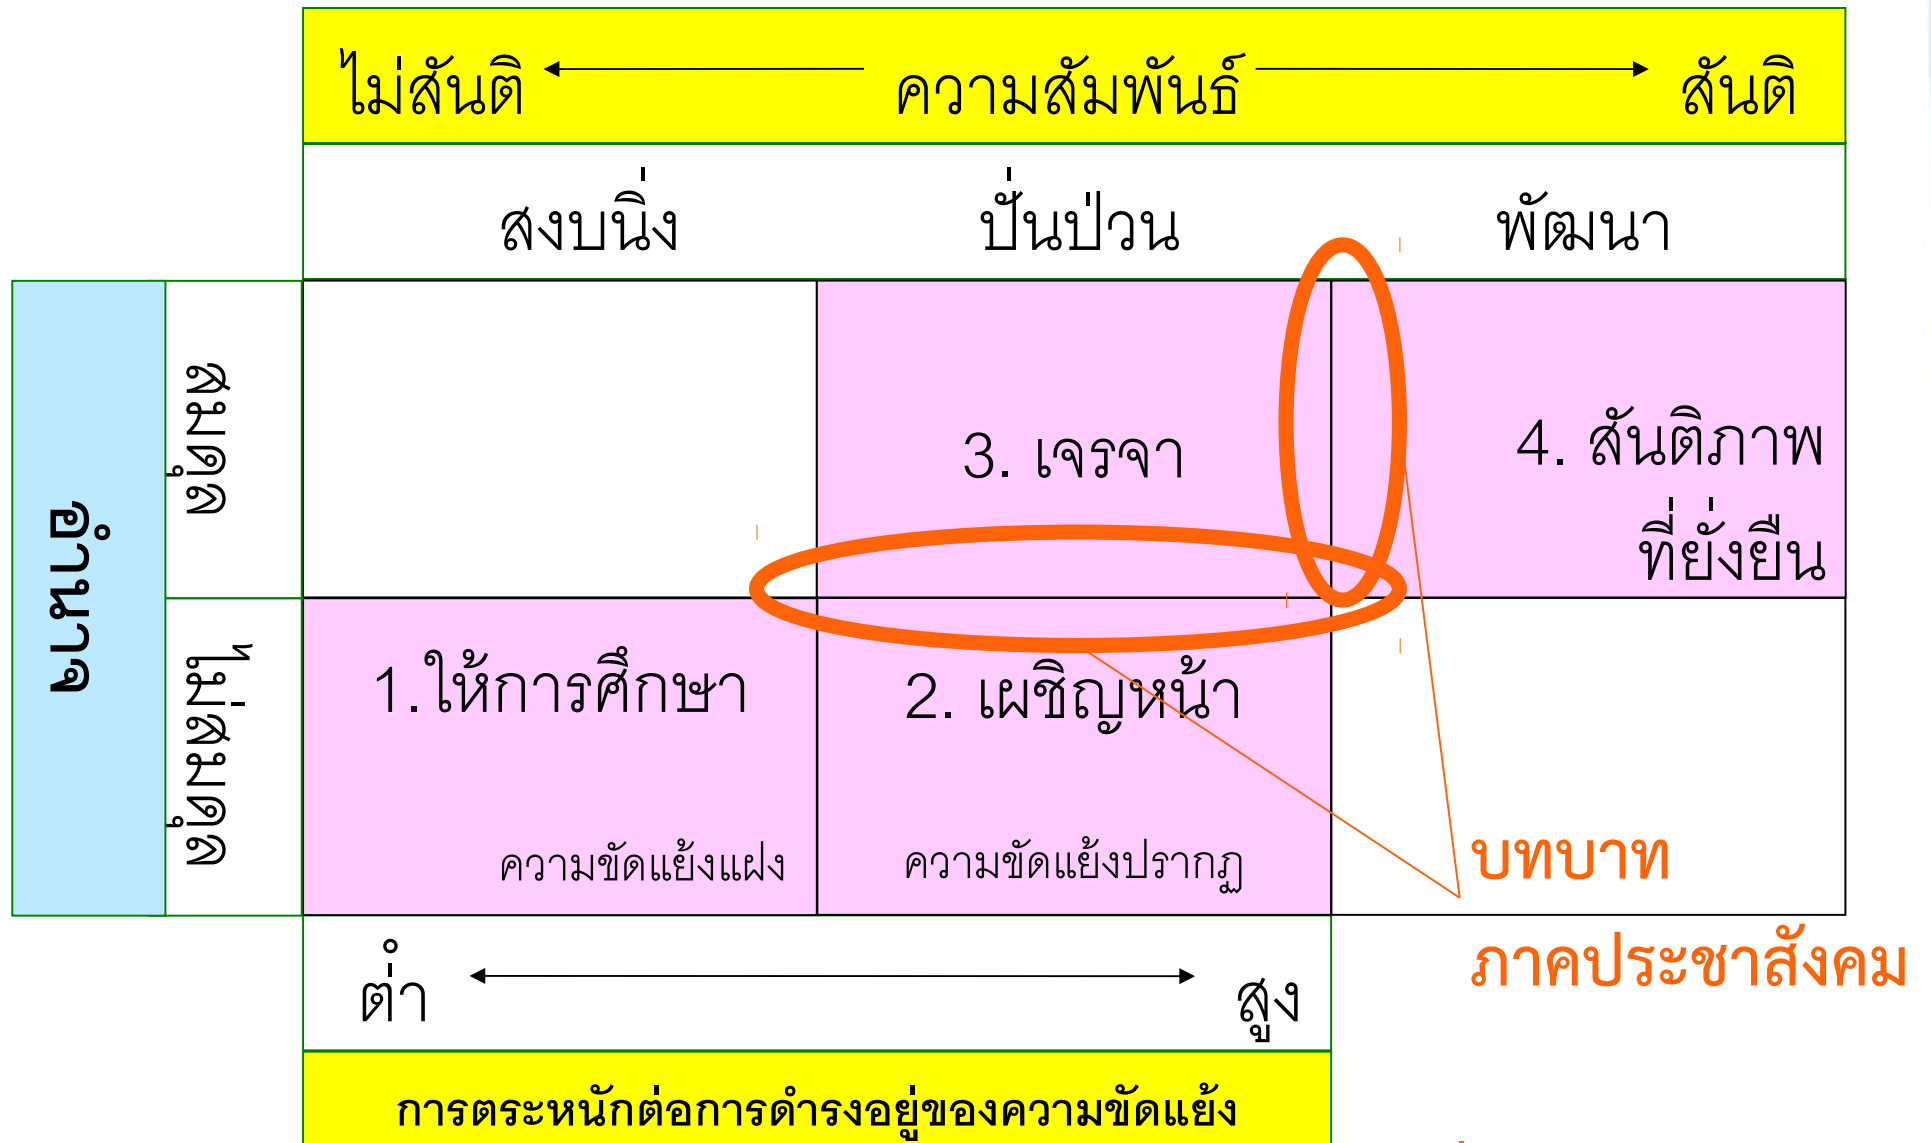 ไม่สันติ ความสัมพันธ์ สันติ
สงบนิ่ง ปั่นป่วน พัฒนา
อำนาจ
สมดุล
3. เจรจา
4. สันติภาพ
ที่ยั่งยืน
ไม่สมดุล
1.ให้การศึกษา
2. เผชิญหน้า
ความขัดแย้งแฝง
ความขัดแย้งปรากฏ
บทบาท
ภาคประชาสังคม
ต่ำ สูง
การตระหนักต่อการดำรงอยู่ของความขัดแย้ง